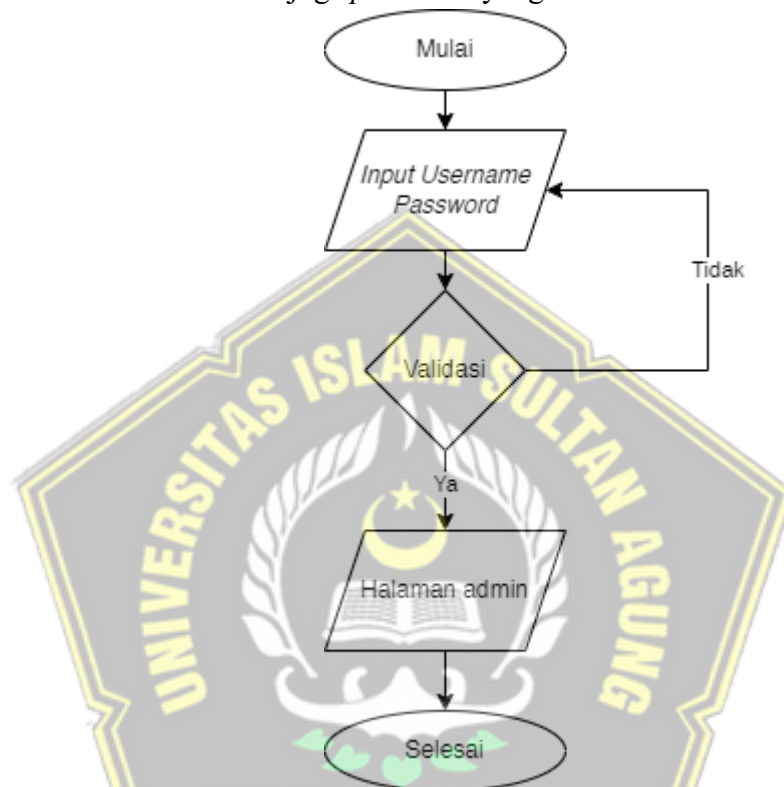 Mulai
Input Username
Password
Tidak
Validasi
Ya
Halaman admin
Selesai
UNIVERSITAS ISLAM SULTAN AGUNG